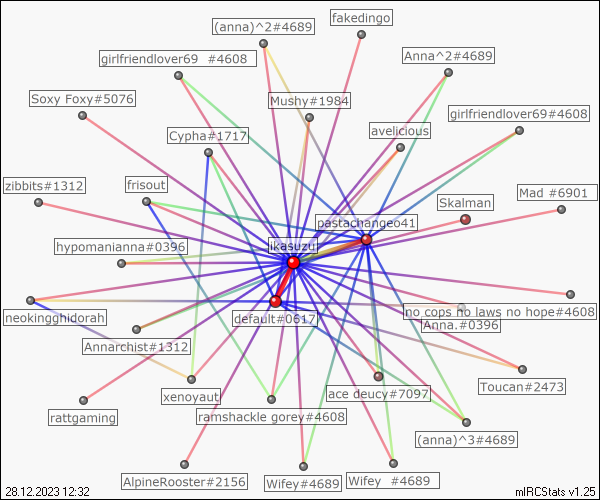 fakedingo
(anna)^2#4689
girlfriendlover69 #4608
Anna^2#4689
Soxy Foxy#5076
Mushy#1984
girlfriendlover69#4608
Cypha#1717
avelicious
zibbits#1312
frisout
Mad #6901
Skalman
pastachange041
hypomanianna#0396
ikasuzu
neokingghidorah
default#0617
no cops no laws no hope#4608
Anna.#0396
Annarchist#1312
Toucan#2473
xenoyaut
ace deucy#7097
rattgaming
ramshackle gorey#4608
(anna)^3#4689
AlpineRooster#2156
Wifey#4689
Wifey #4689
28.12.2023 12:32
mIRCStats v1.25